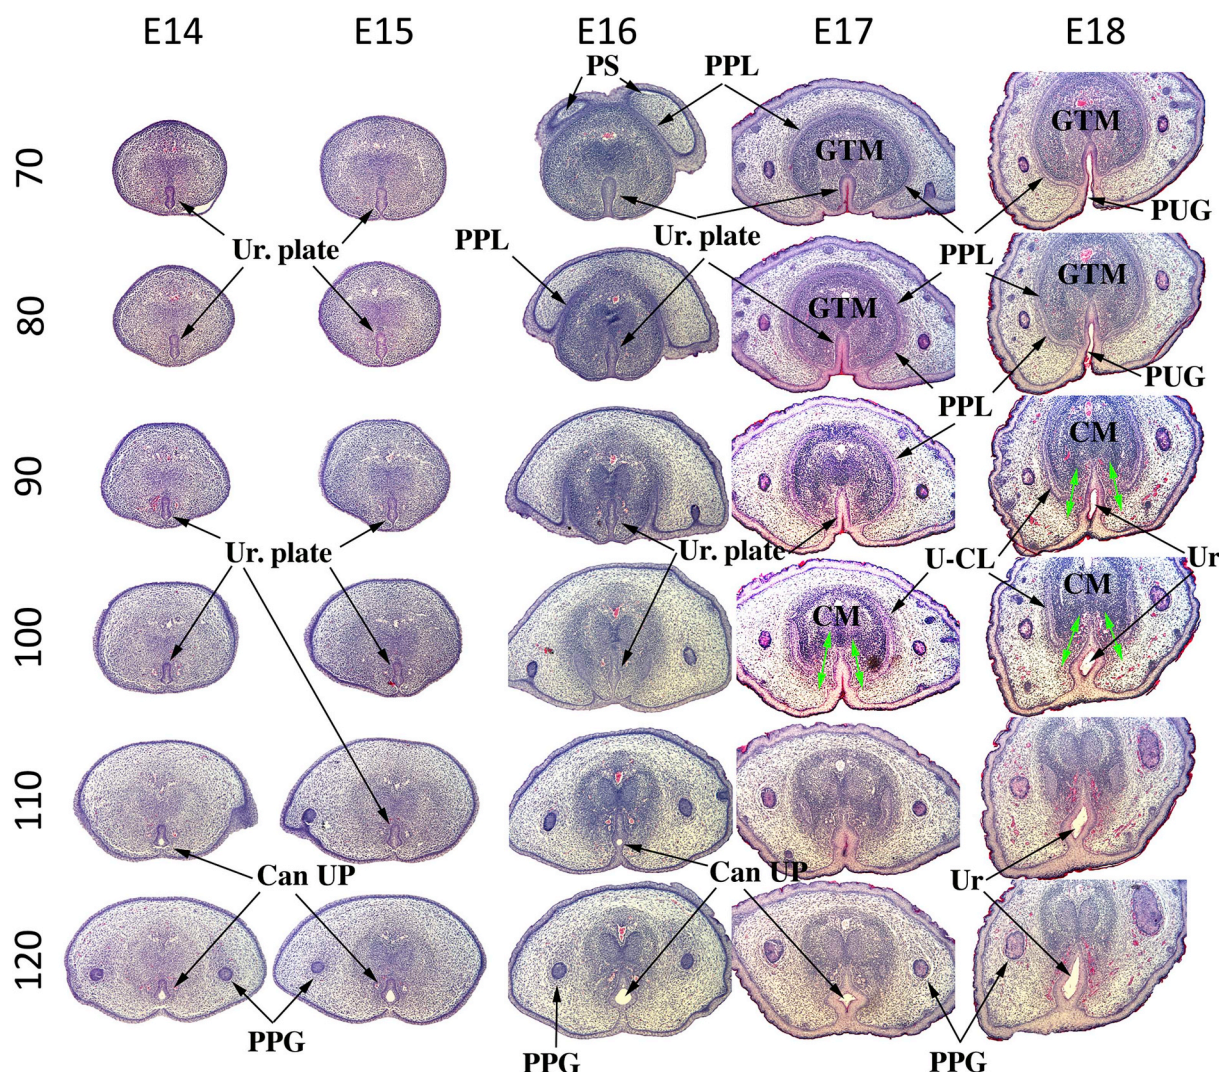 E14 E15 E16 E17 E18
PS PPL
70
GTM GTM
PUG
Ur. plate PPL Ur. plate PPL
80
GTM GTM
PUG
PPL
90
CM
Ur. plate Ur. plate U-CL Ur
100
CM CM
110
Can UP Can UP Ur
120
PPG PPG PPG